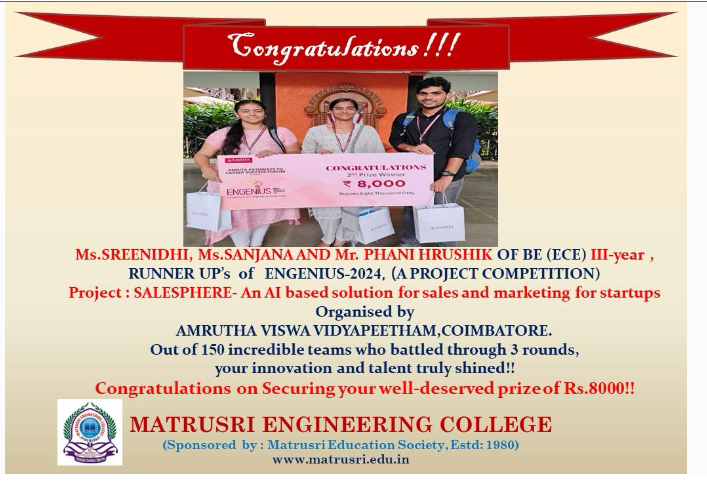 Congratulations!!!
AMRITA
AMRITA PATHWAYS TO
CONGRATULATIONS
2nd Prize Winner
₹ 8,000
Rupees Eight Thousand Only
ENGENIUS
Ms.SREENIDHI, Ms.SANJANA AND Mr. PHANI HRUSHIK OF BE (ECE) III-year ,
RUNNER UP's of ENGENIUS-2024, (A PROJECT COMPETITION)
Project : SALESPHERE- An AI based solution for sales and marketing for startups
Organised by
AMRUTHA VISWA VIDYAPEETHAM,COIMBATORE.
Out of 150 incredible teams who battled through 3 rounds,
your innovation and talent truly shined!!
Congratulations on Securing your well-deserved prize of Rs.8000!!
MATRUSRI ENGINEERING COLLEGE
(Sponsored by : Matrusri Education Society, Estd: 1980)
www.matrusri.edu.in